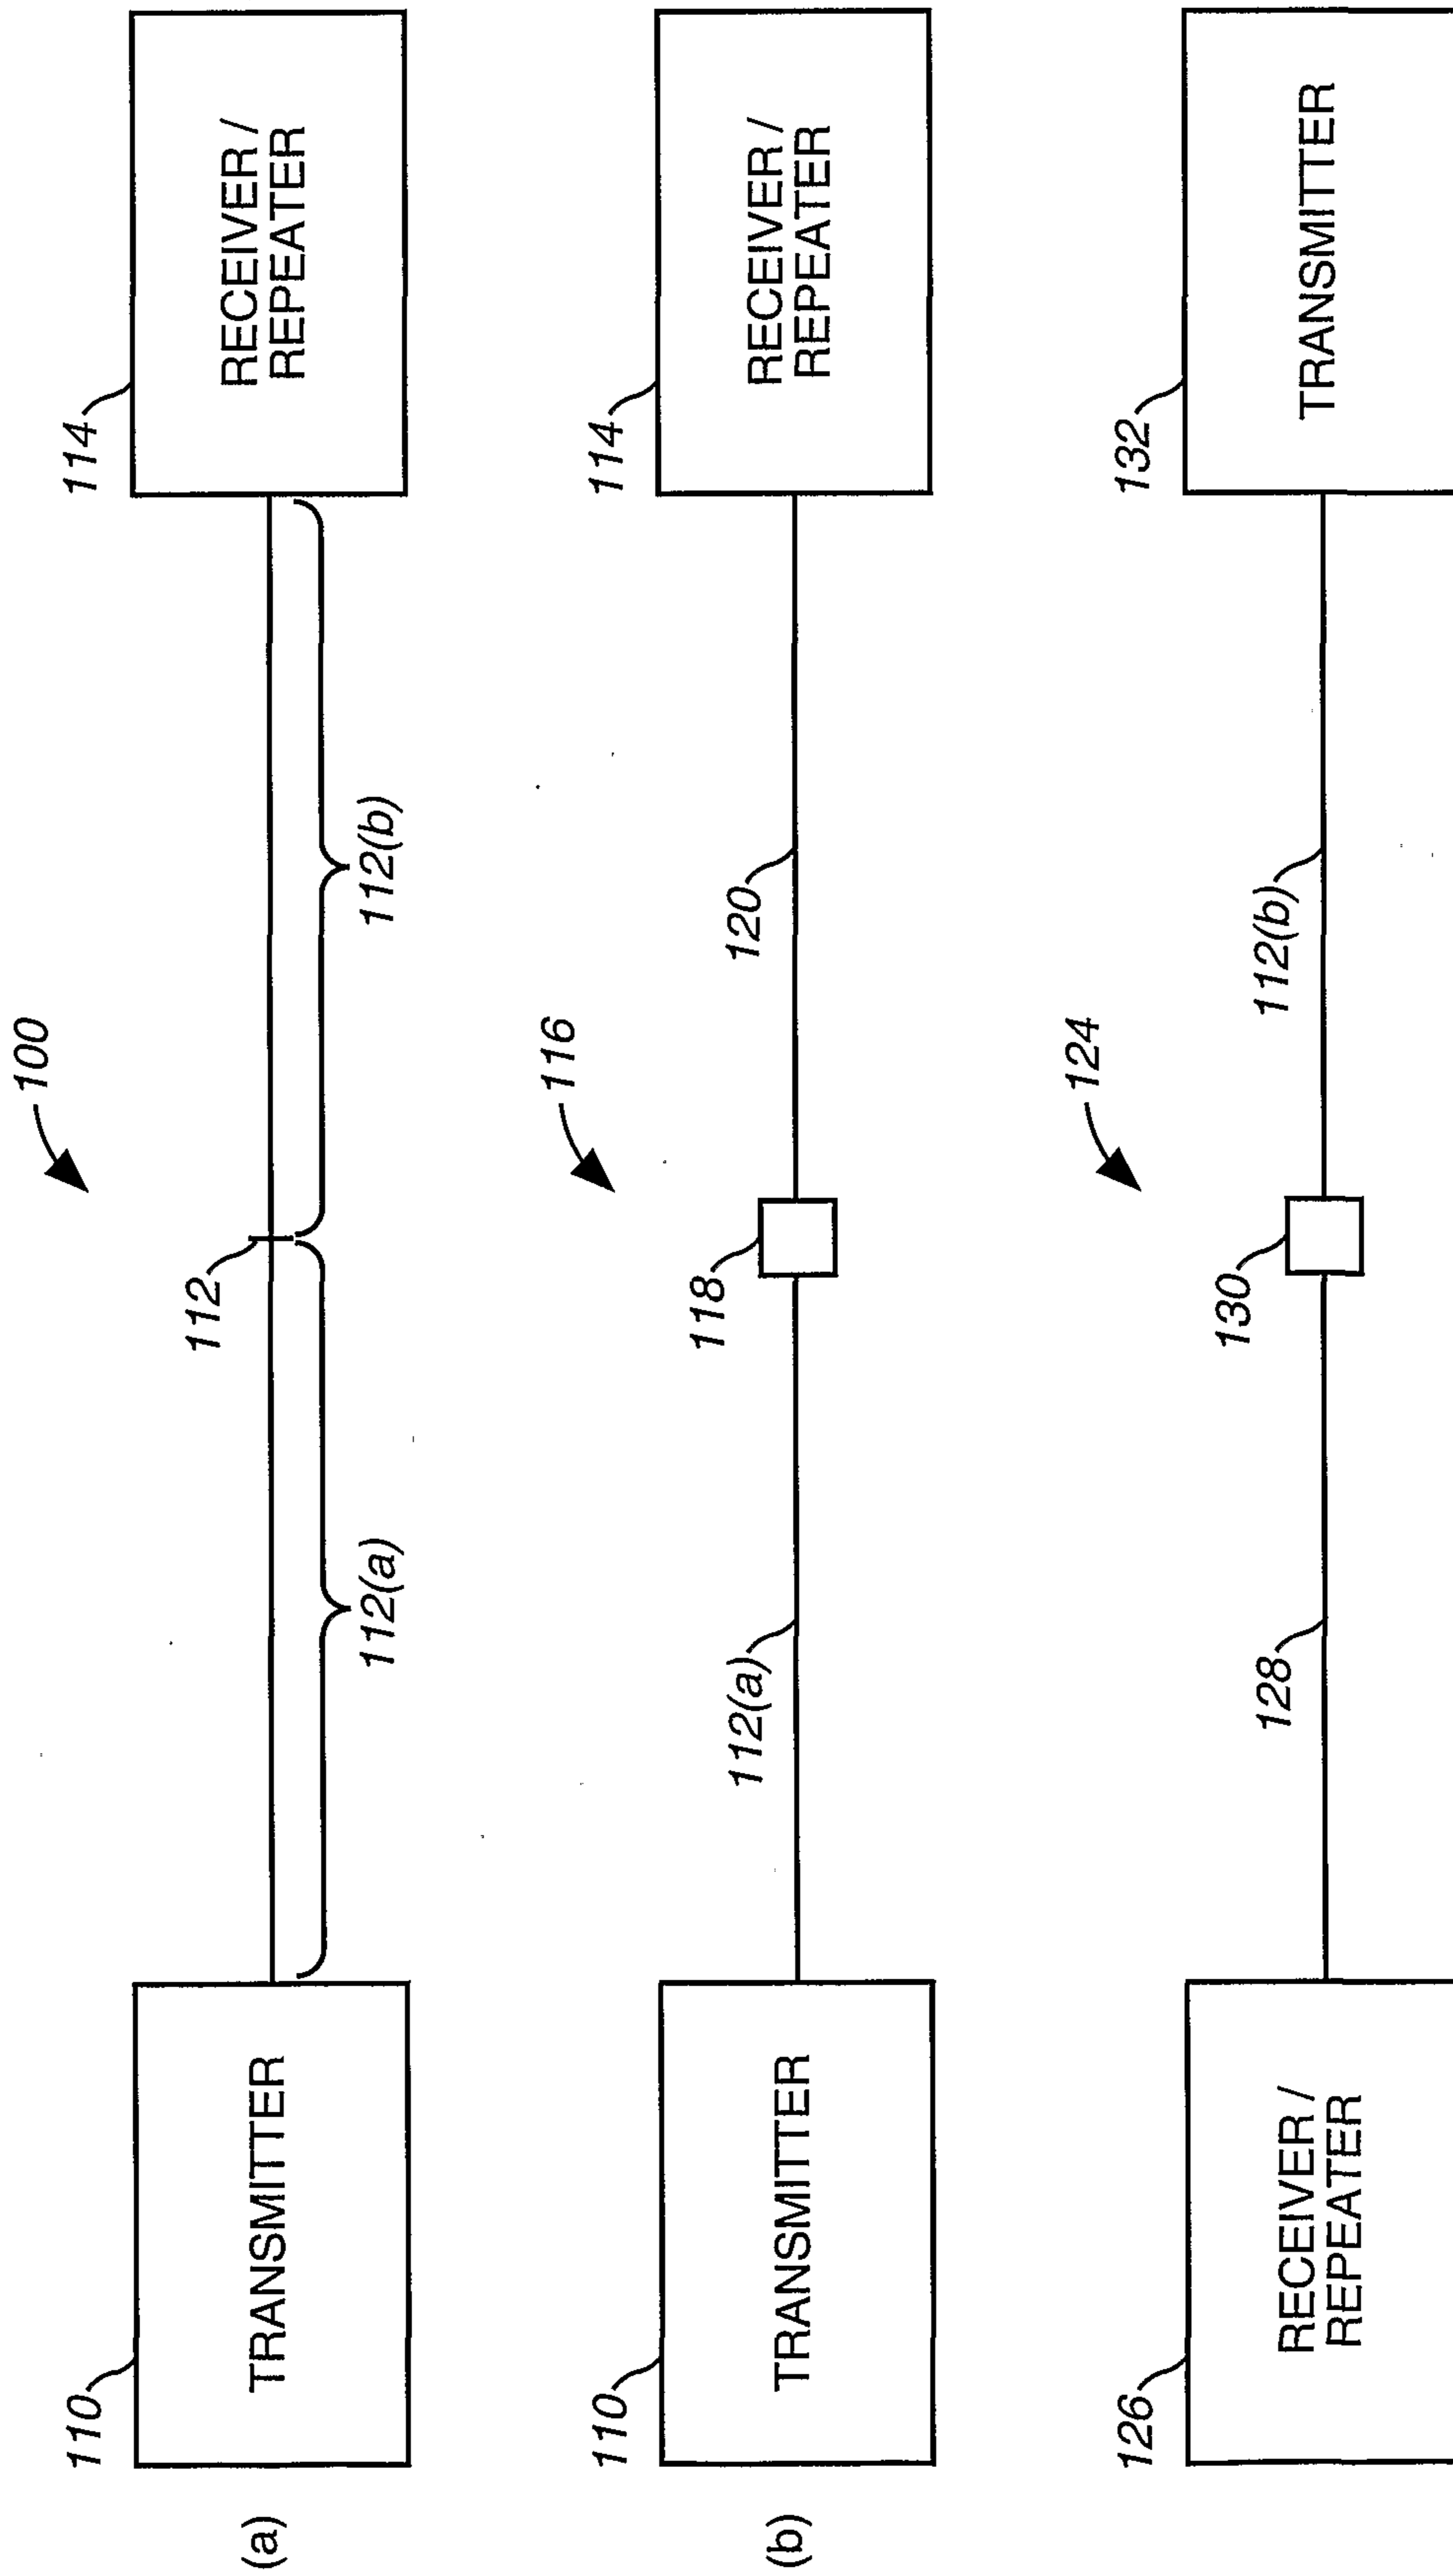 100
110
TRANSMITTER
112
112(a)
112(b)
114
RECEIVER /
REPEATER
(a)
116
110
TRANSMITTER
112(a)
118
120
114
RECEIVER /
REPEATER
(b)
124
126
RECEIVER /
REPEATER
128
130
112(b)
132
TRANSMITTER